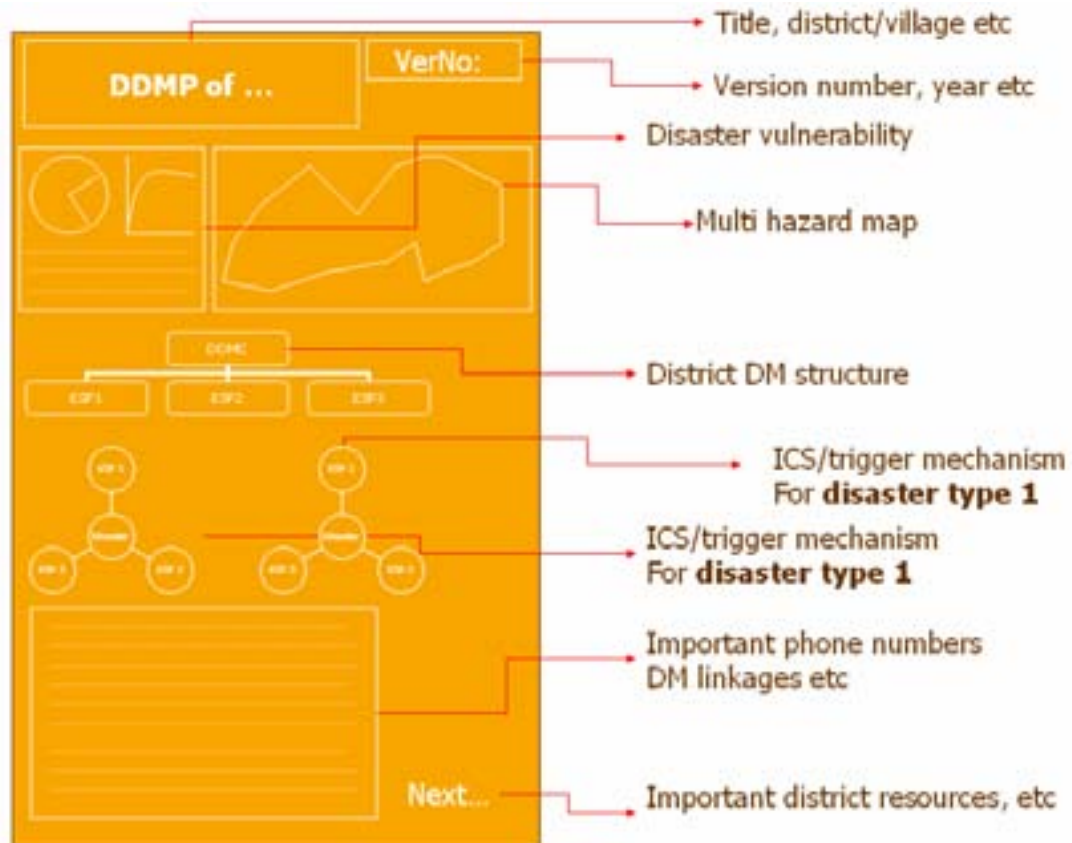 Title, district/village etc
DDMP of ...
VerNo:
Version number, year etc
Disaster vulnerability
Multi hazard map
DDMC
District DM structure
ESF1
ESF2
ESF3
ICS/trigger mechanism
For disaster type 1
ICS/trigger mechanism
For disaster type 1
Important phone numbers
DM linkages etc
Next...
Important district resources, etc